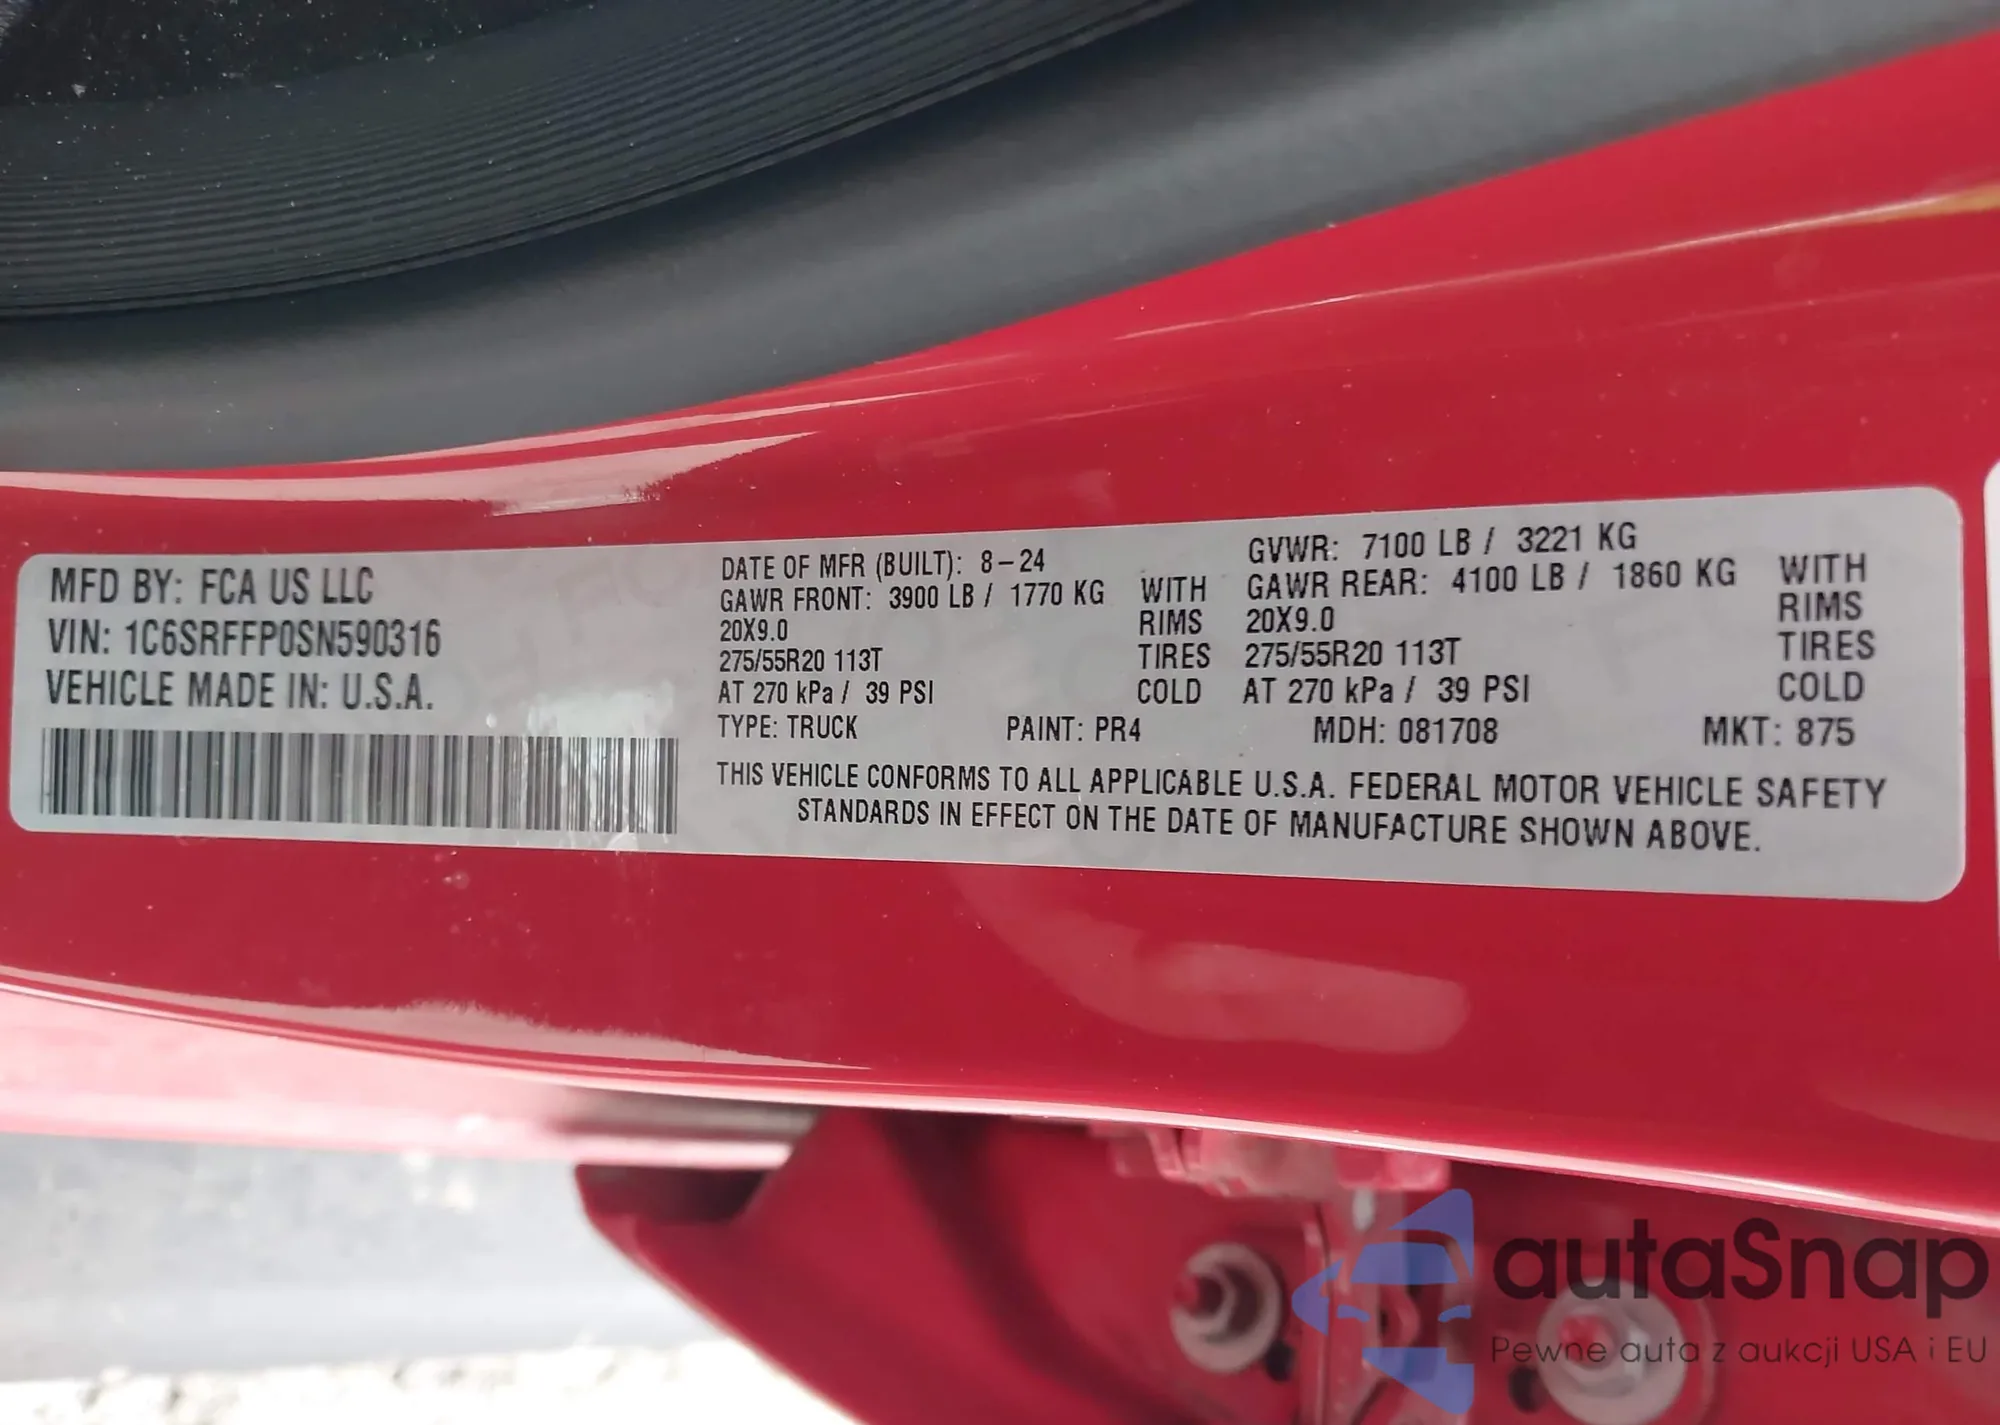 MFD BY: FCA US LLC
VIN: 1C6SRFFP0SN590316
VEHICLE MADE IN: U.S.A.
DATE OF MFR (BUILT): 8-24
GAWR FRONT: 3900 LB / 1770 KG WITH
20X9.0 RIMS
275/55R20 113T TIRES
AT 270 kPa / 39 PSI COLD
GVWR: 7100 LB / 3221 KG
GAWR REAR: 4100 LB / 1860 KG WITH
20X9.0 RIMS
275/55R20 113T TIRES
AT 270 kPa / 39 PSI COLD
TYPE: TRUCK PAINT: PR4 MDH: 081708 MKT: 875
THIS VEHICLE CONFORMS TO ALL APPLICABLE U.S.A. FEDERAL MOTOR VEHICLE SAFETY
STANDARDS IN EFFECT ON THE DATE OF MANUFACTURE SHOWN ABOVE.
autaSnap
Pewne auta z aukcji USA i EU